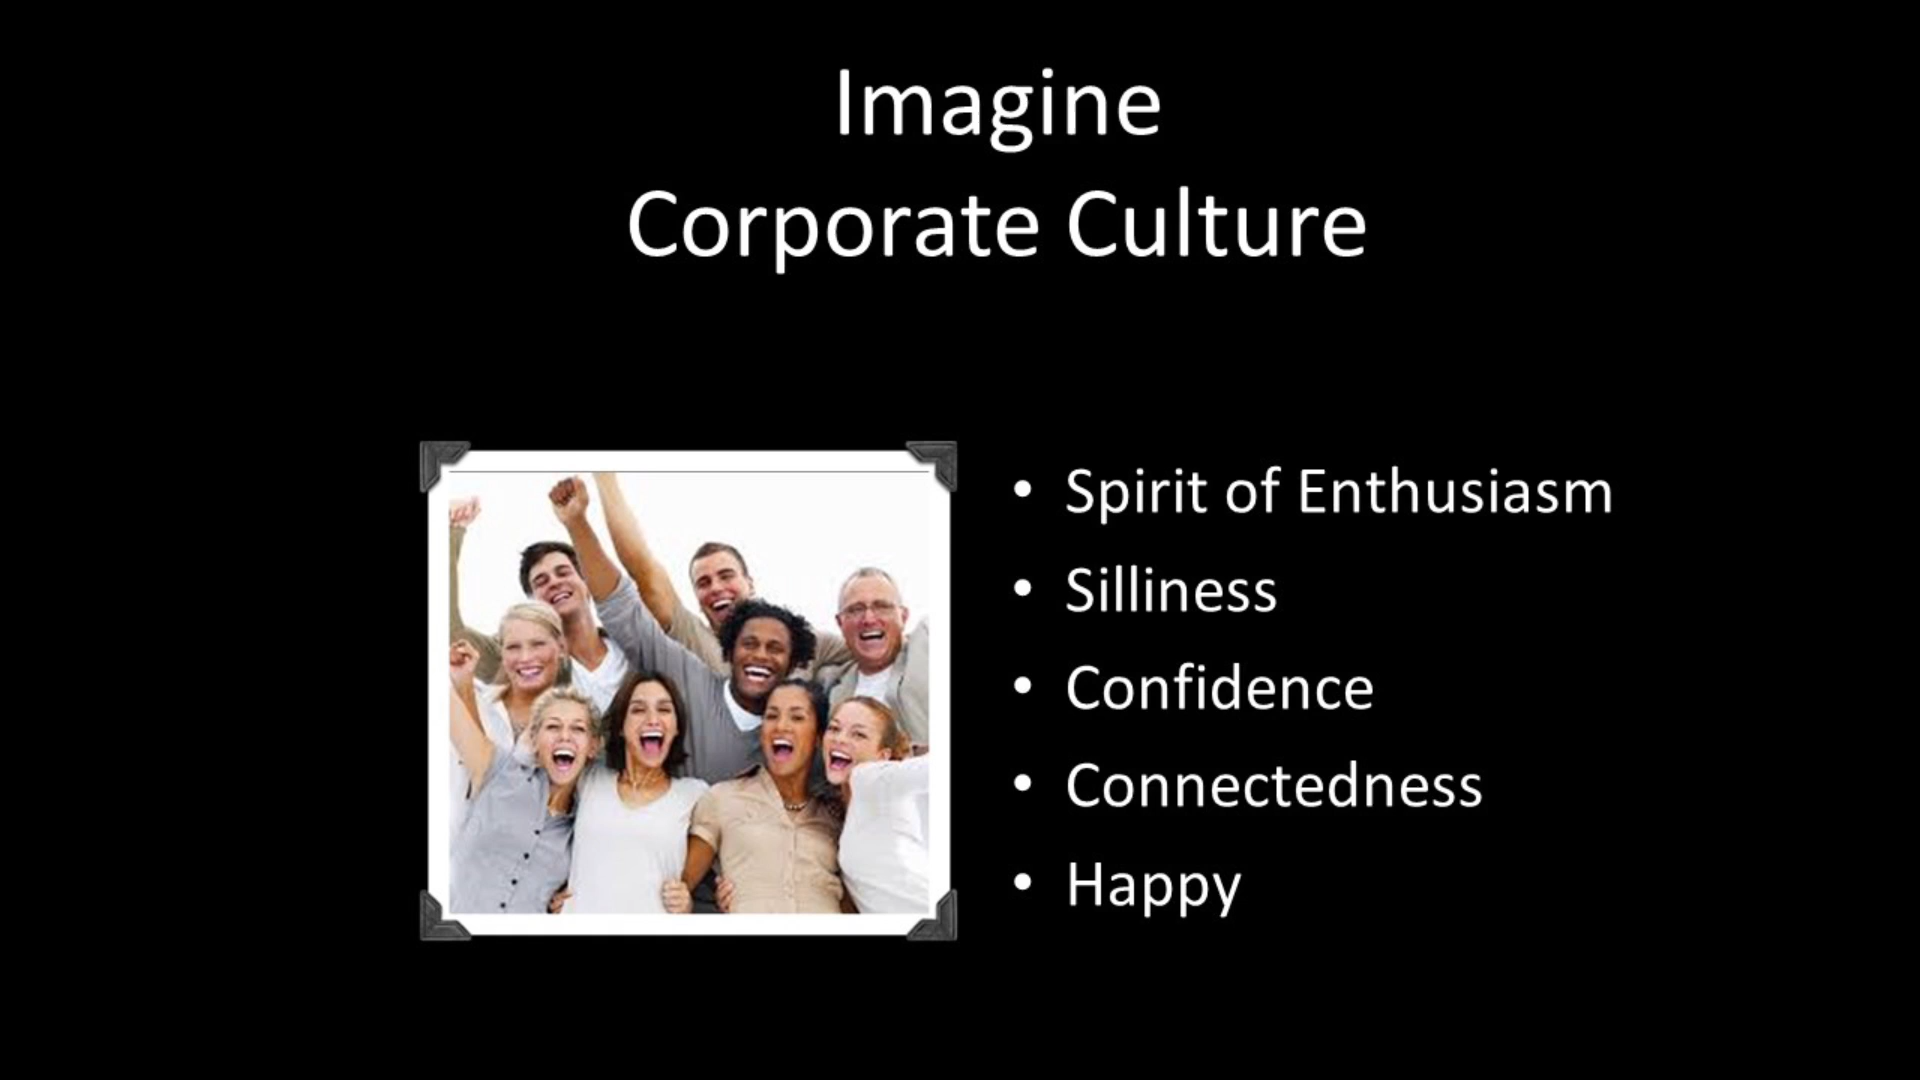 Imagine
Corporate Culture
• Spirit of Enthusiasm
• Silliness
• Confidence
• Connectedness
• Happy